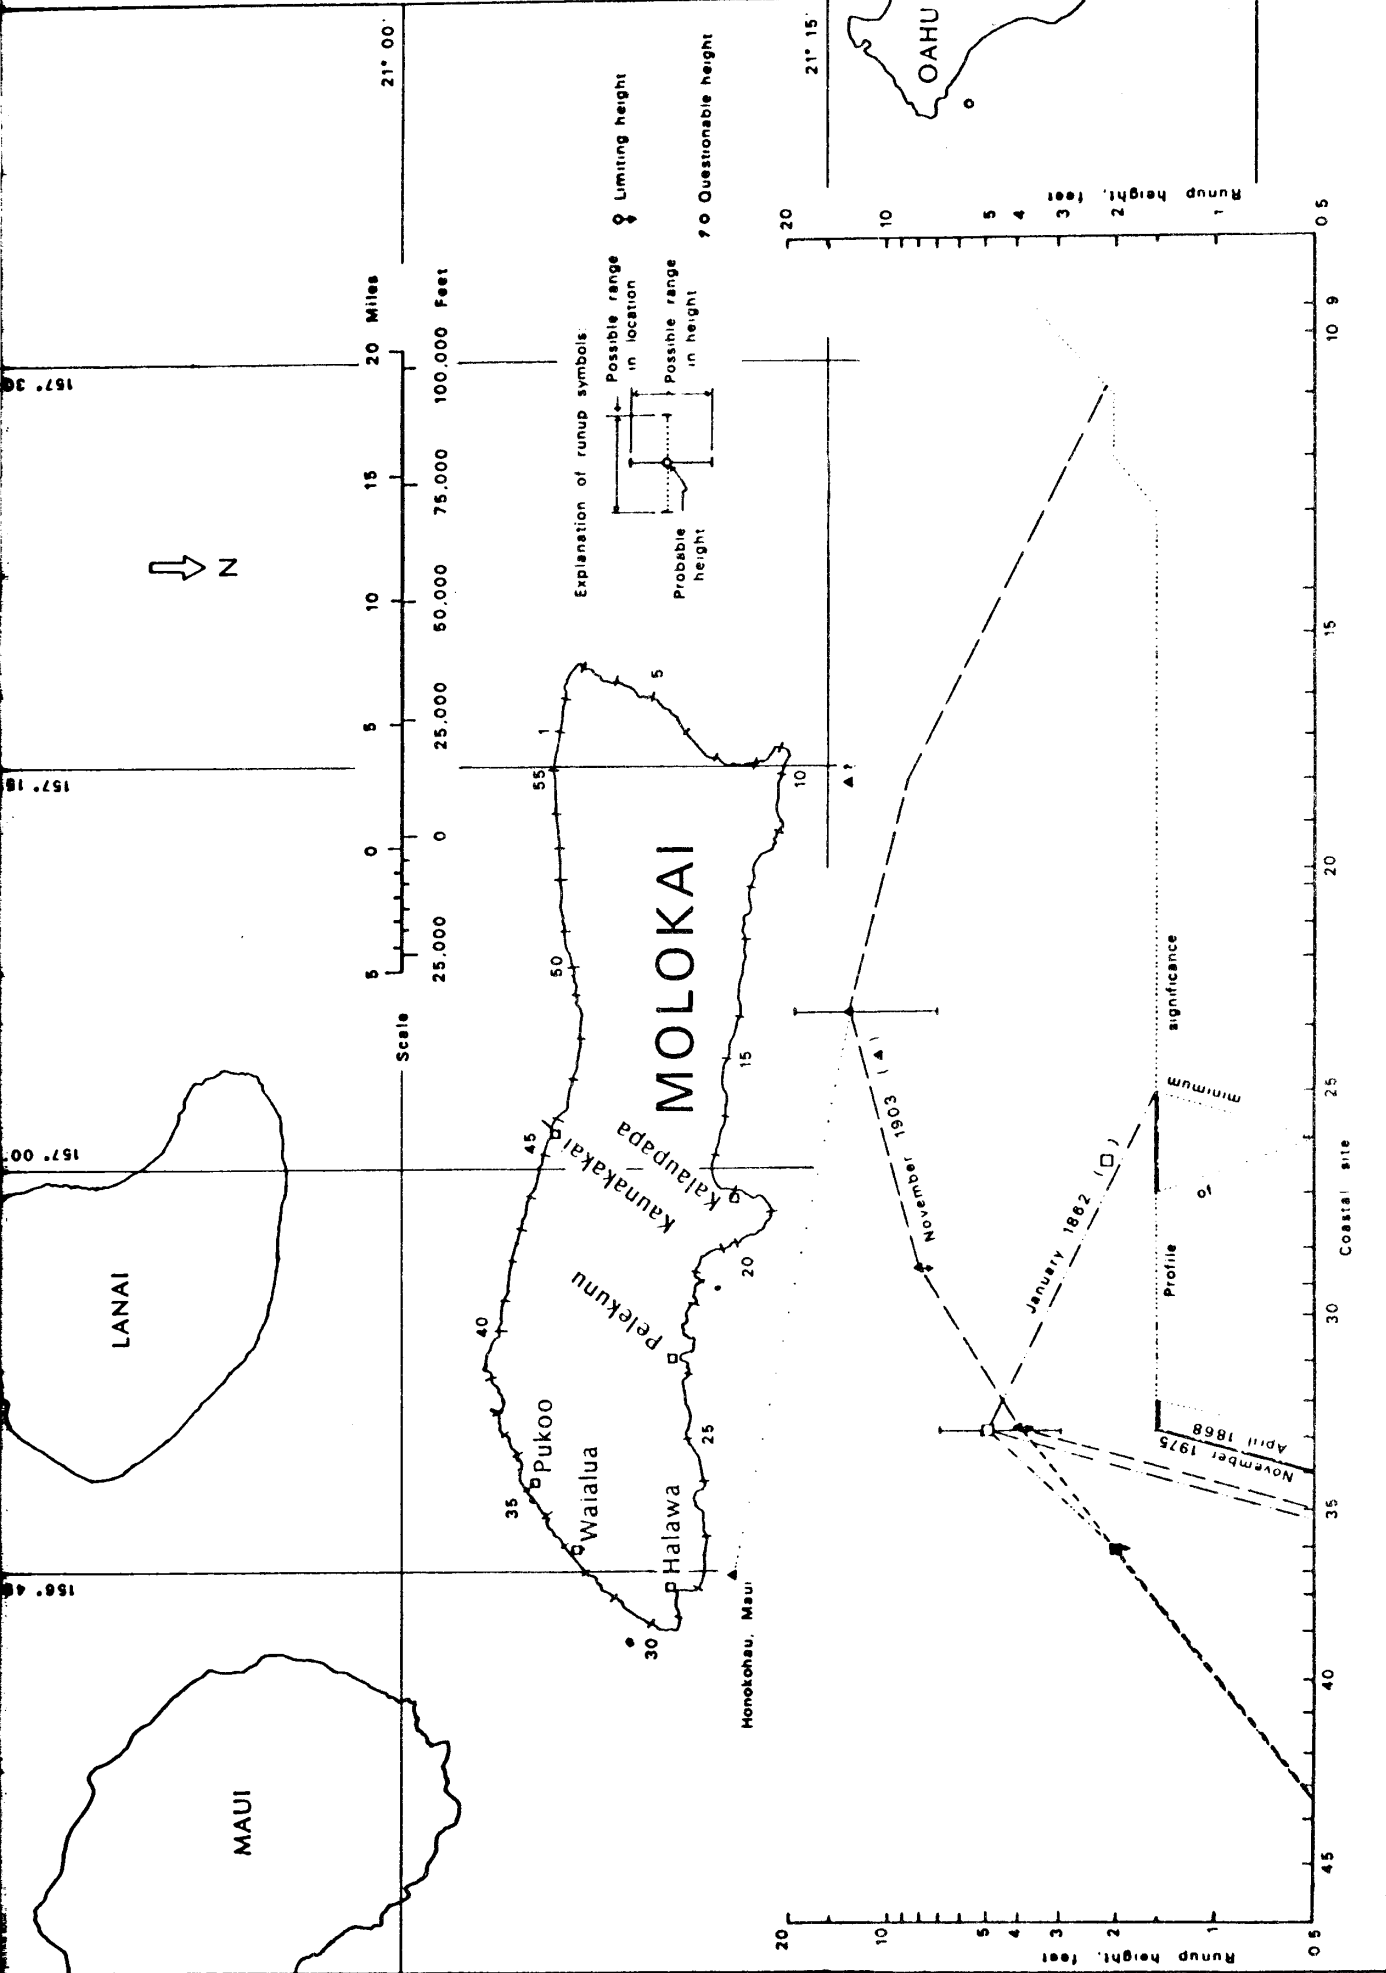 157° 30'
157° 15'
157° 00'
21° 00'
LANAI
MAUI
20 Miles
15
10
5
0
5
100,000 Feet
75,000
50,000
25,000
0
25,000
Scale
N
Explanation of runup symbols:
Possible range
in location
Possible range
in height
Probable
height
Limiting height
? Questionable height
MOLOKAI
1
5
10
15
20
25
30
35
40
45
50
55
Kaunakakai
Kalaupapa
Pelekunu
Pukoo
Waialua
Halawa
Honokohau, Maui
?
21° 15'
OAHU
Runup height, feet
20
10
5
4
3
2
1
0.5
November 1903 ( )
January 1862 ( )
Profile of minimum significance
April 1868
November 1975
Runup height, feet
20
10
5
4
3
2
1
0.5
45
40
35
30
25
20
15
10
9
Coastal site